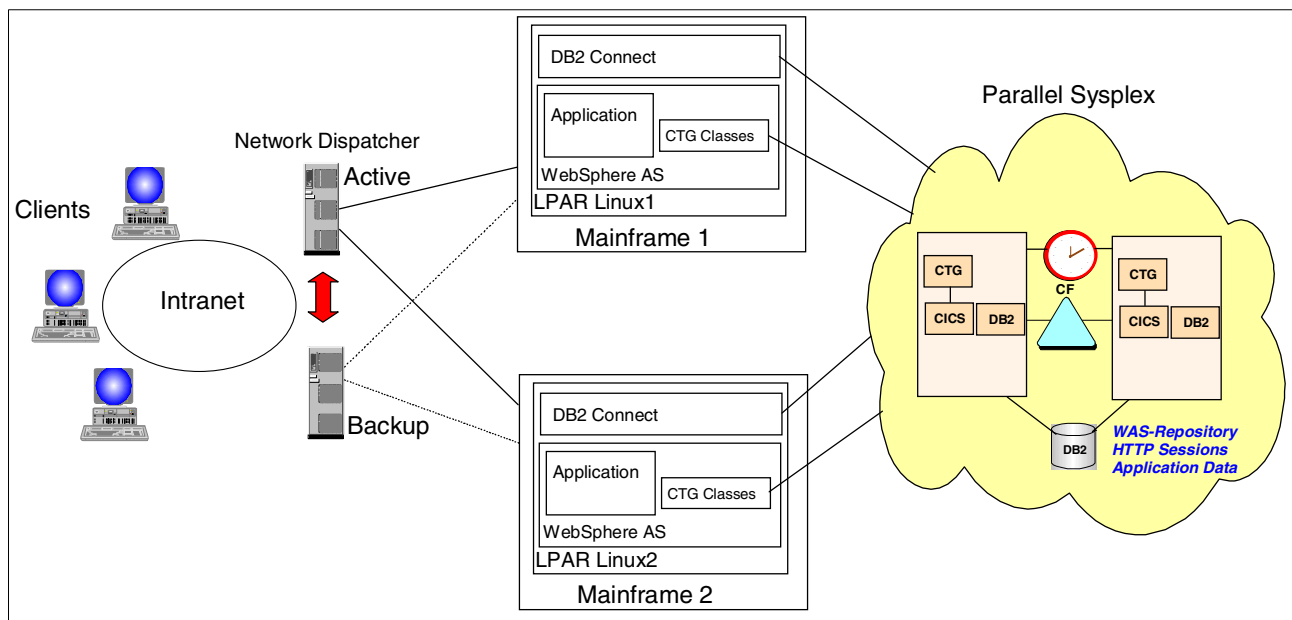 Clients
Intranet
Network Dispatcher
Active
Backup
DB2 Connect
Application
CTG Classes
WebSphere AS
LPAR Linux1
Mainframe 1
DB2 Connect
Application
CTG Classes
WebSphere AS
LPAR Linux2
Mainframe 2
Parallel Sysplex
CTG
CICS
DB2
CF
CTG
CICS
DB2
DB2
WAS-Repository
HTTP Sessions
Application Data